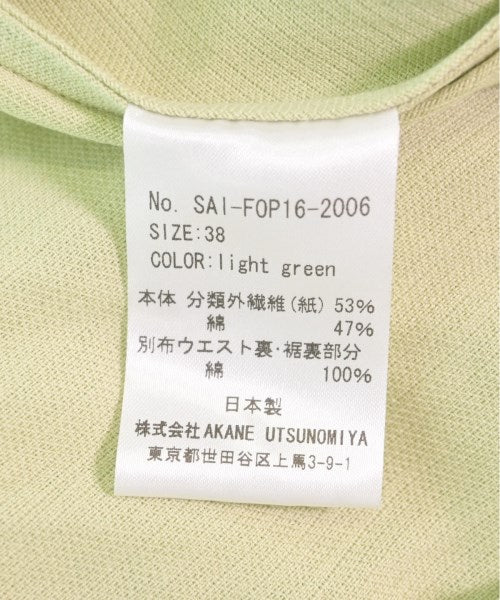 No. SAI-FOP16-2006
SIZE:38
COLOR:light green
本体 分類外繊維(紙) 53%
綿 47%
別布ウエスト裏・裾裏部分
綿 100%
日本製
株式会社AKANE UTSUNOMIYA
東京都世田谷区上馬3-9-1